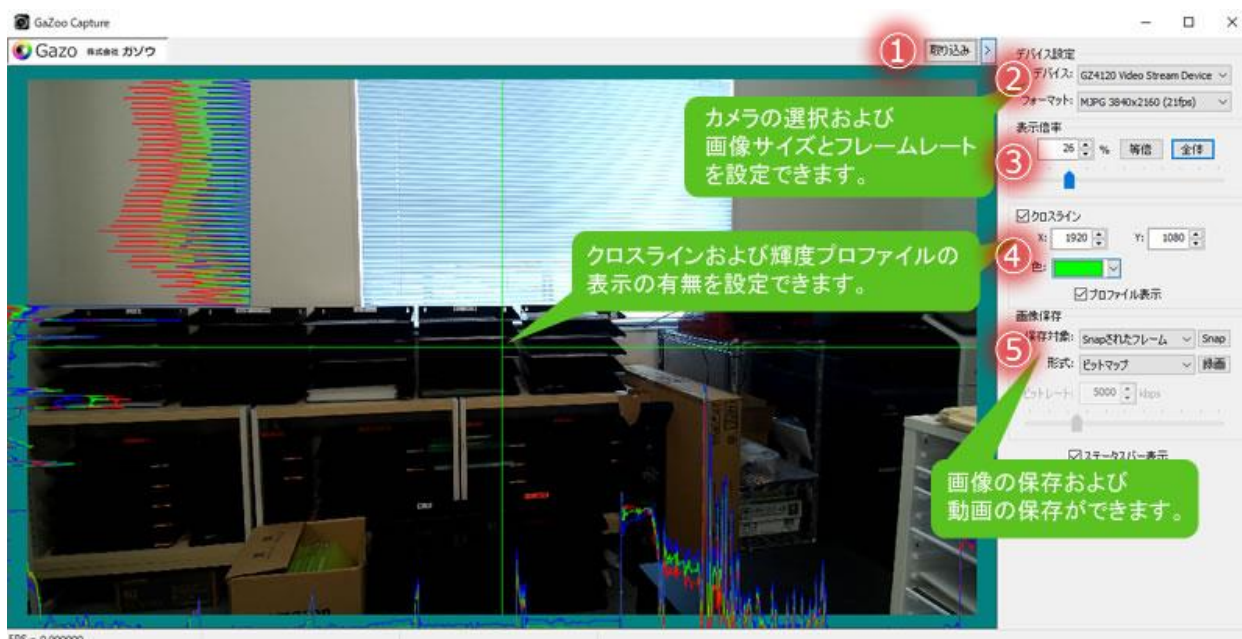 GaZoo Capture
Gazo 株式会社 ガゾウ
① 取り込み >
デバイス設定
② デバイス: GZ4120 Video Stream Device
フォーマット: MJPG 3840x2160 (21fps)
カメラの選択および
画像サイズとフレームレート
を設定できます。
表示倍率
③ 26 % 等倍 全体
クロスライン
X: 1920 Y: 1080
④ 色:
クロスラインおよび輝度プロファイルの
表示の有無を設定できます。
プロファイル表示
画像保存
保存対象: Snapされたフレーム Snap
⑤ 形式: ビットマップ 録画
ビットレート: 5000 kbps
ステータスバー表示
画像の保存および
動画の保存ができます。
FPS = 0.000000